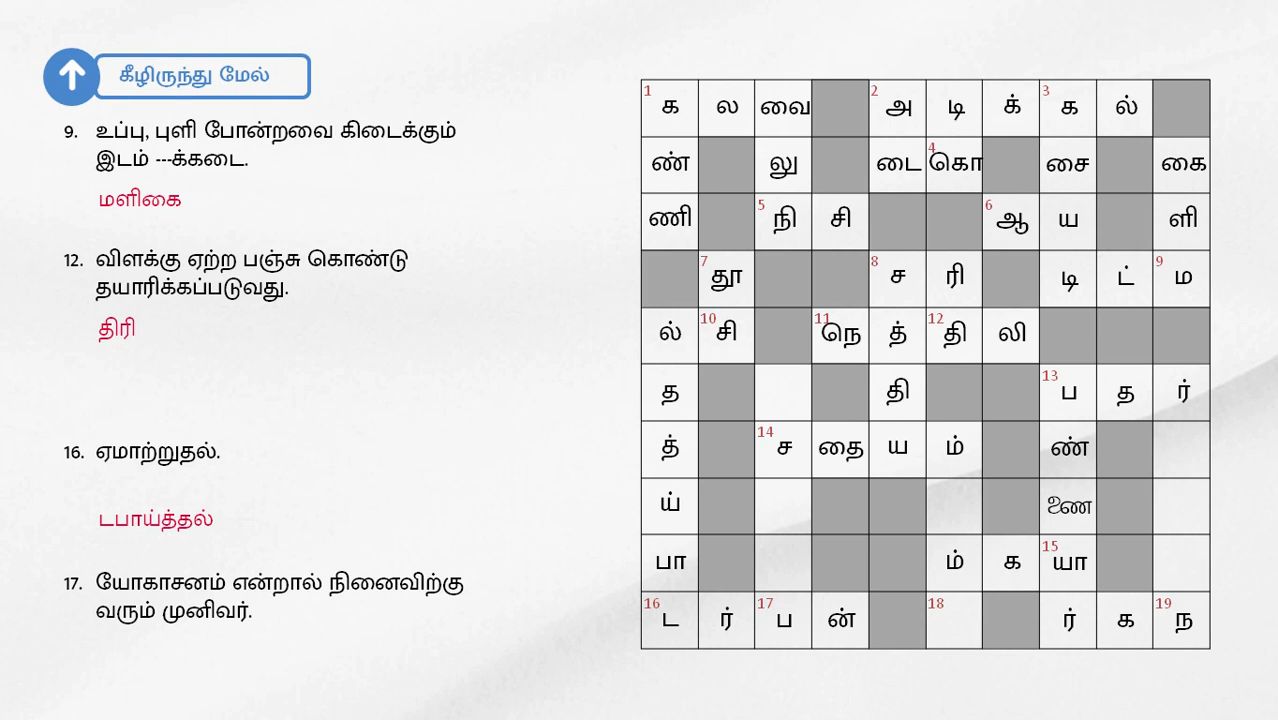 கீழிருந்து மேல்
9. உப்பு, புளி போன்றவை கிடைக்கும்
இடம் ---க்கடை.
மளிகை
12. விளக்கு ஏற்ற பஞ்சு கொண்டு
தயாரிக்கப்படுவது.
திரி
16. ஏமாற்றுதல்.
டபாய்த்தல்
17. யோகாசனம் என்றால் நினைவிற்கு
வரும் முனிவர்.
1 க ல வை 2 அ டி க் 3 க ல்
ண் லு டை 4 கொ சை கை
ணி 5 நி சி 6 ஆ ய ளி
7 தூ 8 ச ரி டி ட் 9 ம
ல் 10 சி 11 நெ த் 12 தி லி
த தி 13 ப த ர்
த் 14 ச தை ய ம் ண்
ய் ணை
பா ம் க 15 யா
16 ட ர் 17 ப ன் 18 ர் க 19 ந